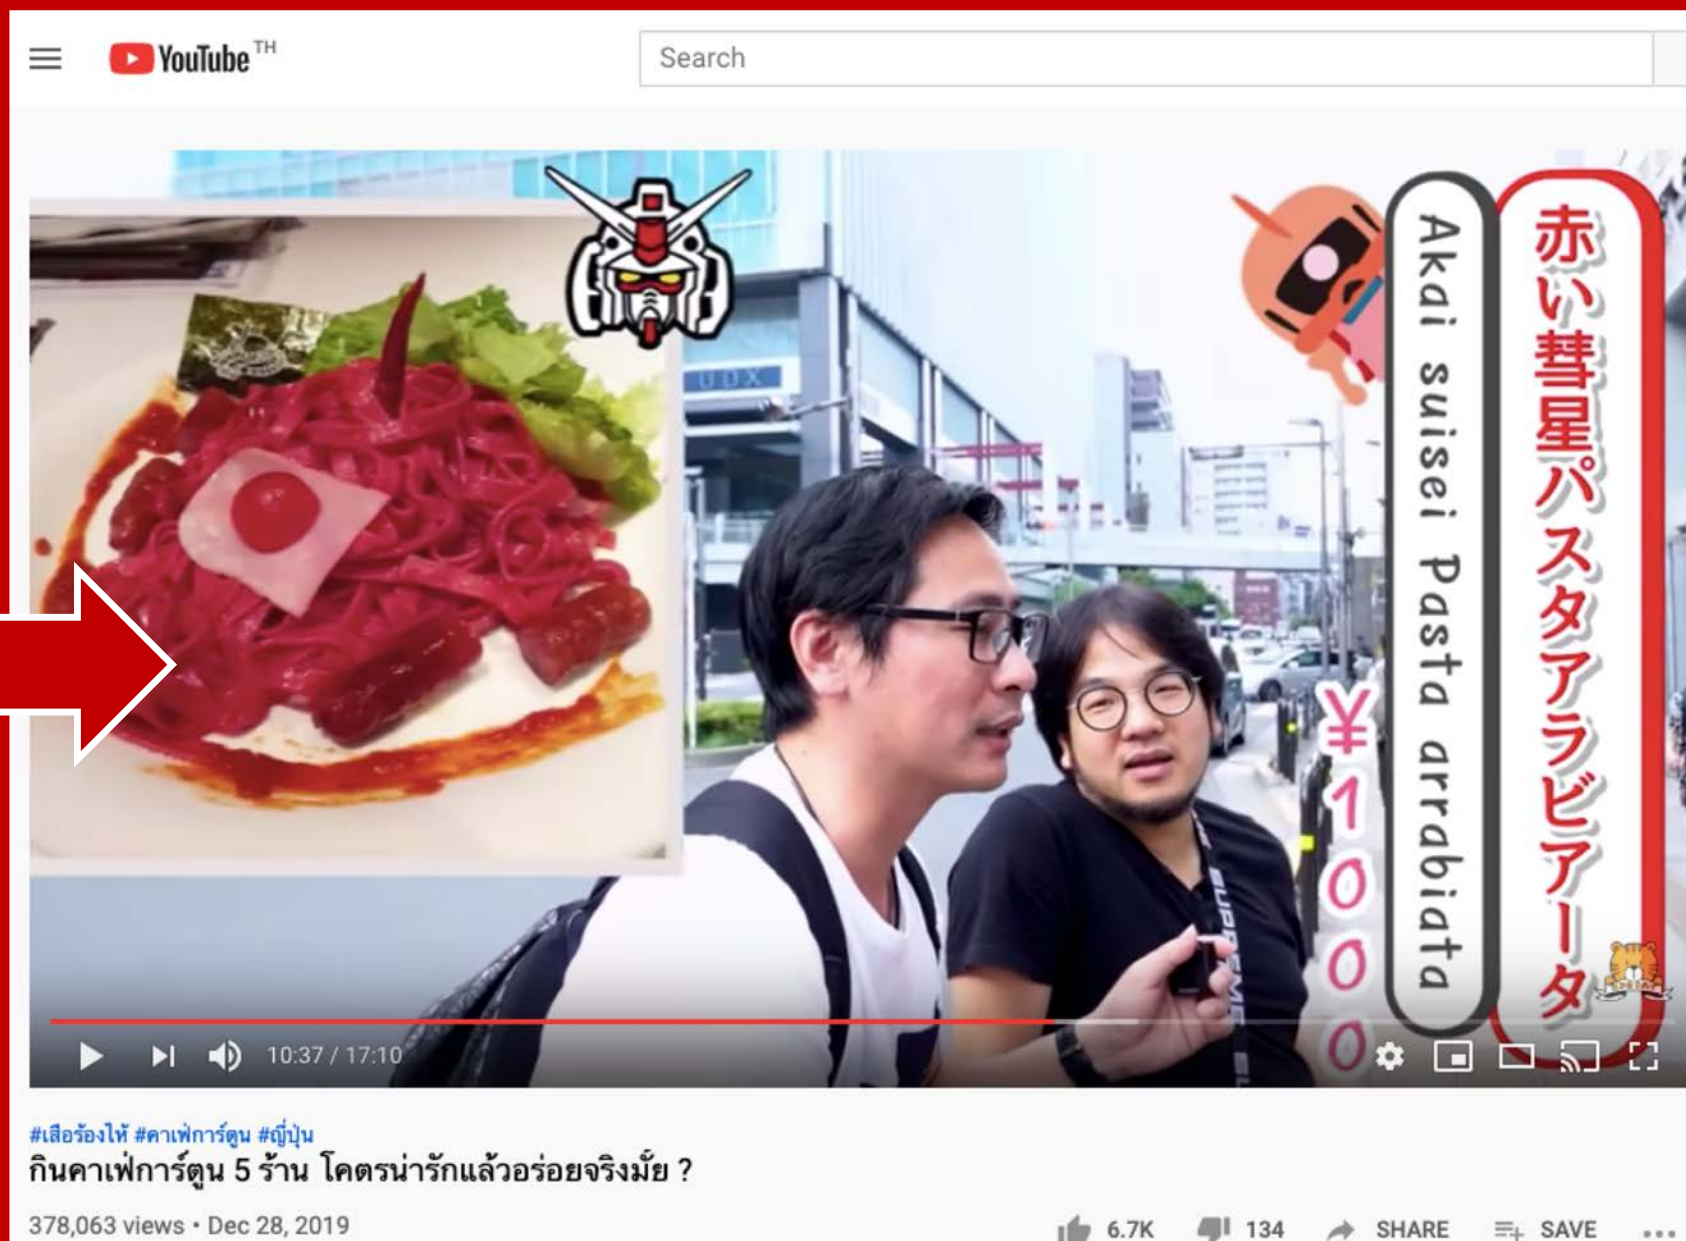 YouTube TH
Search
UDX
赤い彗星パスタアラビアータ
Akai suisei Pasta arrabiata
¥1000
SUPREME
10:37 / 17:10
#เสือร้องไห้ #คาเฟ่การ์ตูน #ญี่ปุ่น
กินคาเฟ่การ์ตูน 5 ร้าน โคตรน่ารักแล้วอร่อยจริงมั้ย ?
378,063 views • Dec 28, 2019
6.7K
134
SHARE
SAVE